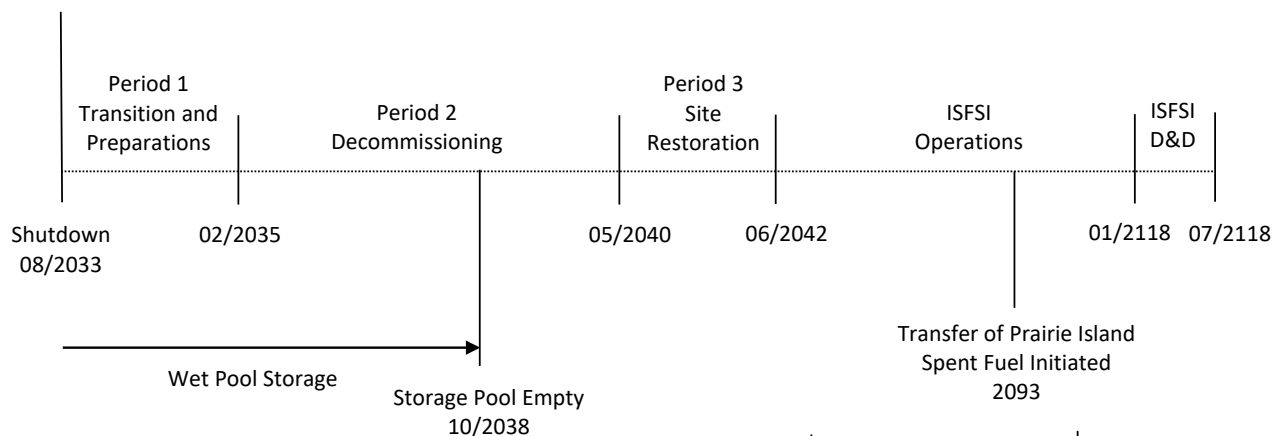 Period 1
Transition and
Preparations
Period 2
Decommissioning
Period 3
Site
Restoration
ISFSI
Operations
ISFSI
D&D
Shutdown
08/2033
02/2035
05/2040
06/2042
01/2118
07/2118
Wet Pool Storage
Storage Pool Empty
10/2038
Transfer of Prairie Island
Spent Fuel Initiated
2093